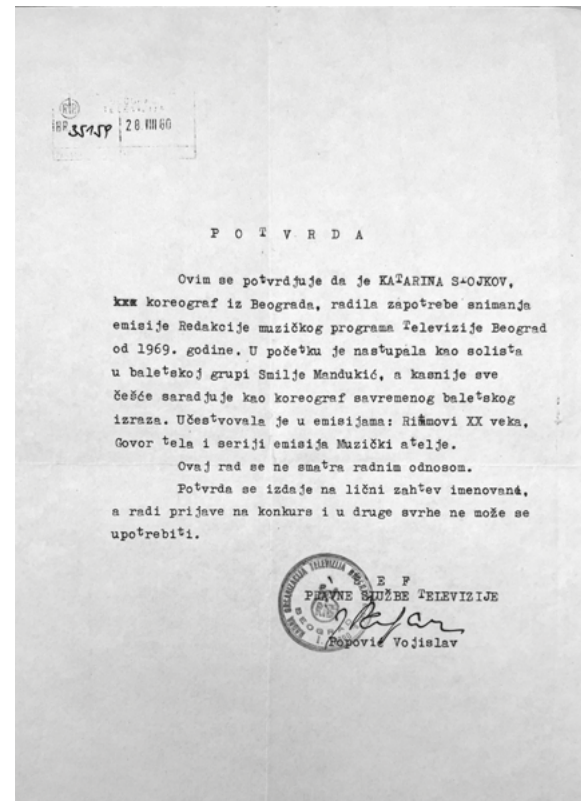 BR 35159 28 VIII 80
P O T V R D A
Ovim se potvrdjuje da je KATARINA STOJKOV,
kxx koreograf iz Beograda, radila zapotrebe snimanja
emisije Redakcije muzičkog programa Televizije Beograd
od 1969. godine. U početku je nastupala kao solista
u baletskoj grupi Smilje Mandukić, a kasnije sve
češće saradjuje kao koreograf savremenog baletskog
izraza. Učestvovala je u emisijama: Ritmovi XX veka,
Govor tela i seriji emisija Muzički atelje.
Ovaj rad se ne smatra radnim odnosom.
Potvrda se izdaje na lični zahtev imenovane,
a radi prijave na konkurs i u druge svrhe ne može se
upotrebiti.
E F
PRAVNE SLUŽBE TELEVIZIJE
Popović Vojislav